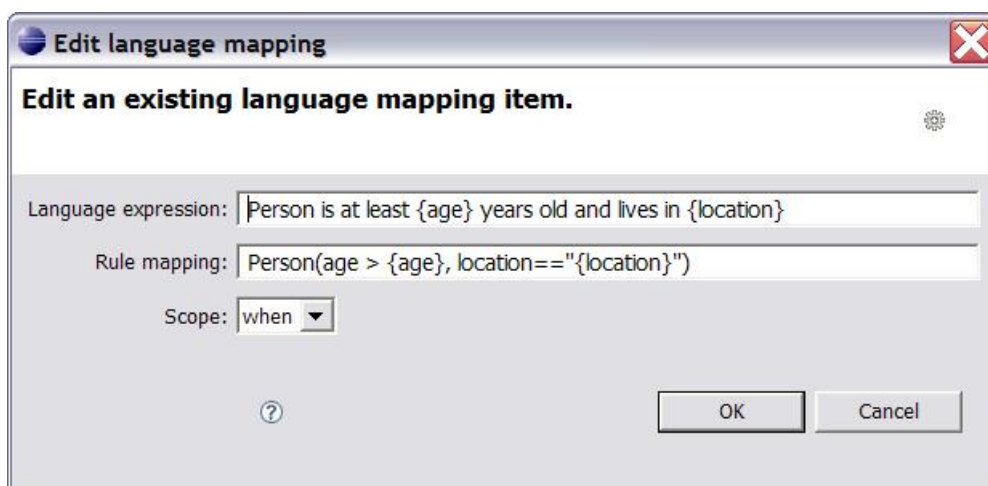 Edit language mapping
Edit an existing language mapping item.
Language expression: Person is at least {age} years old and lives in {location}
Rule mapping: Person(age > {age}, location=="{location}")
Scope: when
? OK Cancel